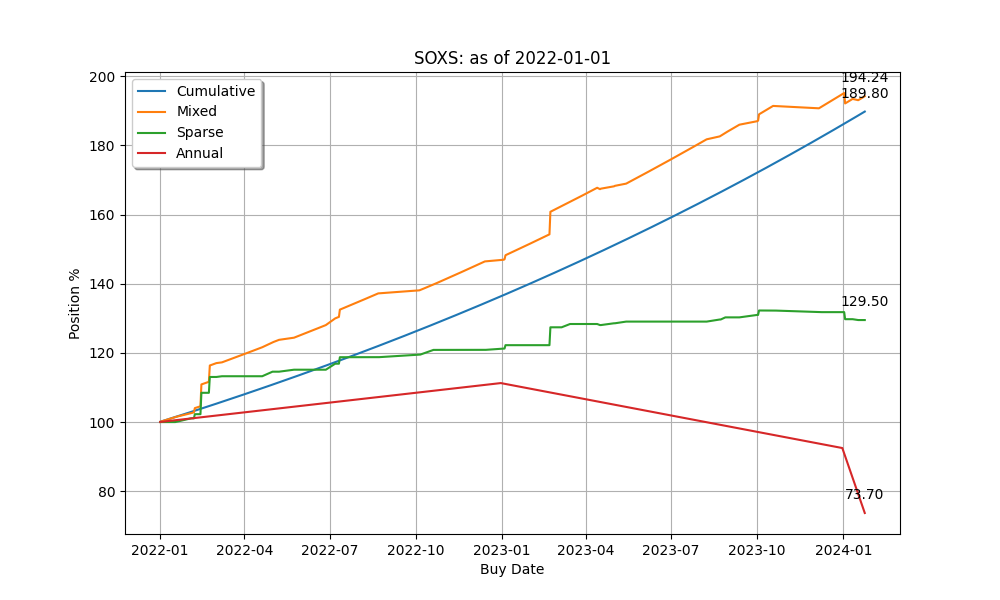 SOXS: as of 2022-01-01
Cumulative
Mixed
Sparse
Annual
194.24
189.80
129.50
73.70
200
180
160
140
120
100
80
Position %
2022-01 2022-04 2022-07 2022-10 2023-01 2023-04 2023-07 2023-10 2024-01
Buy Date